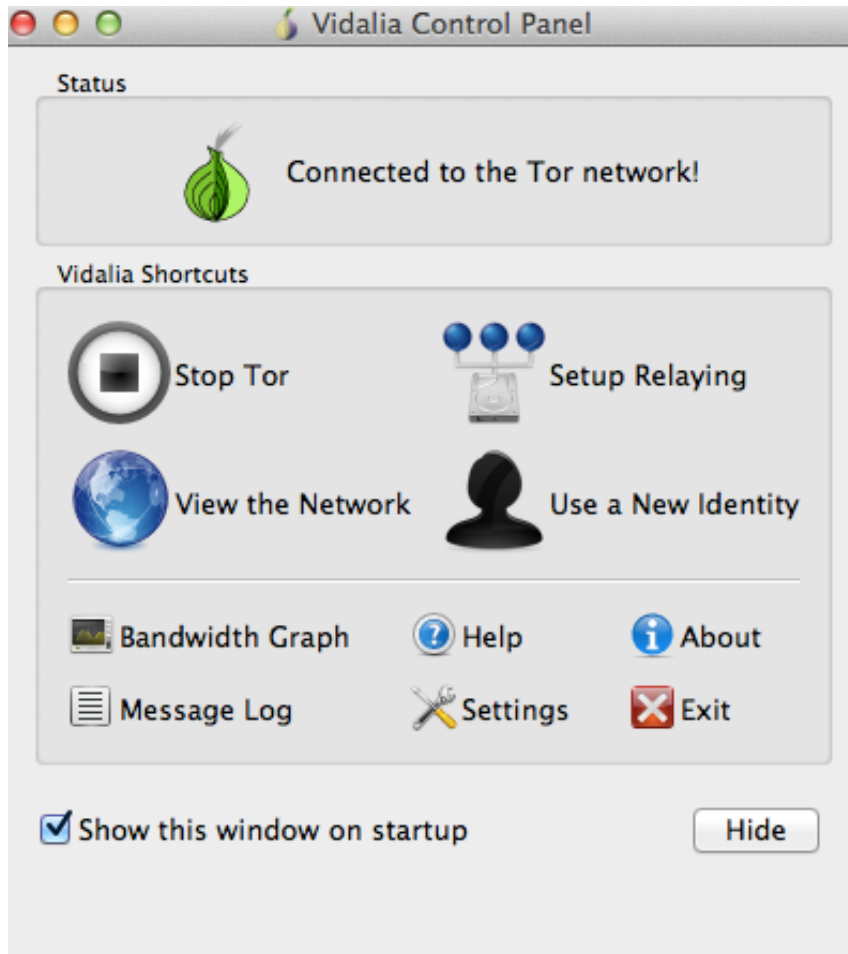 Vidalia Control Panel
Status
Connected to the Tor network!
Vidalia Shortcuts
Stop Tor
Setup Relaying
View the Network
Use a New Identity
Bandwidth Graph
Help
About
Message Log
Settings
Exit
Show this window on startup
Hide